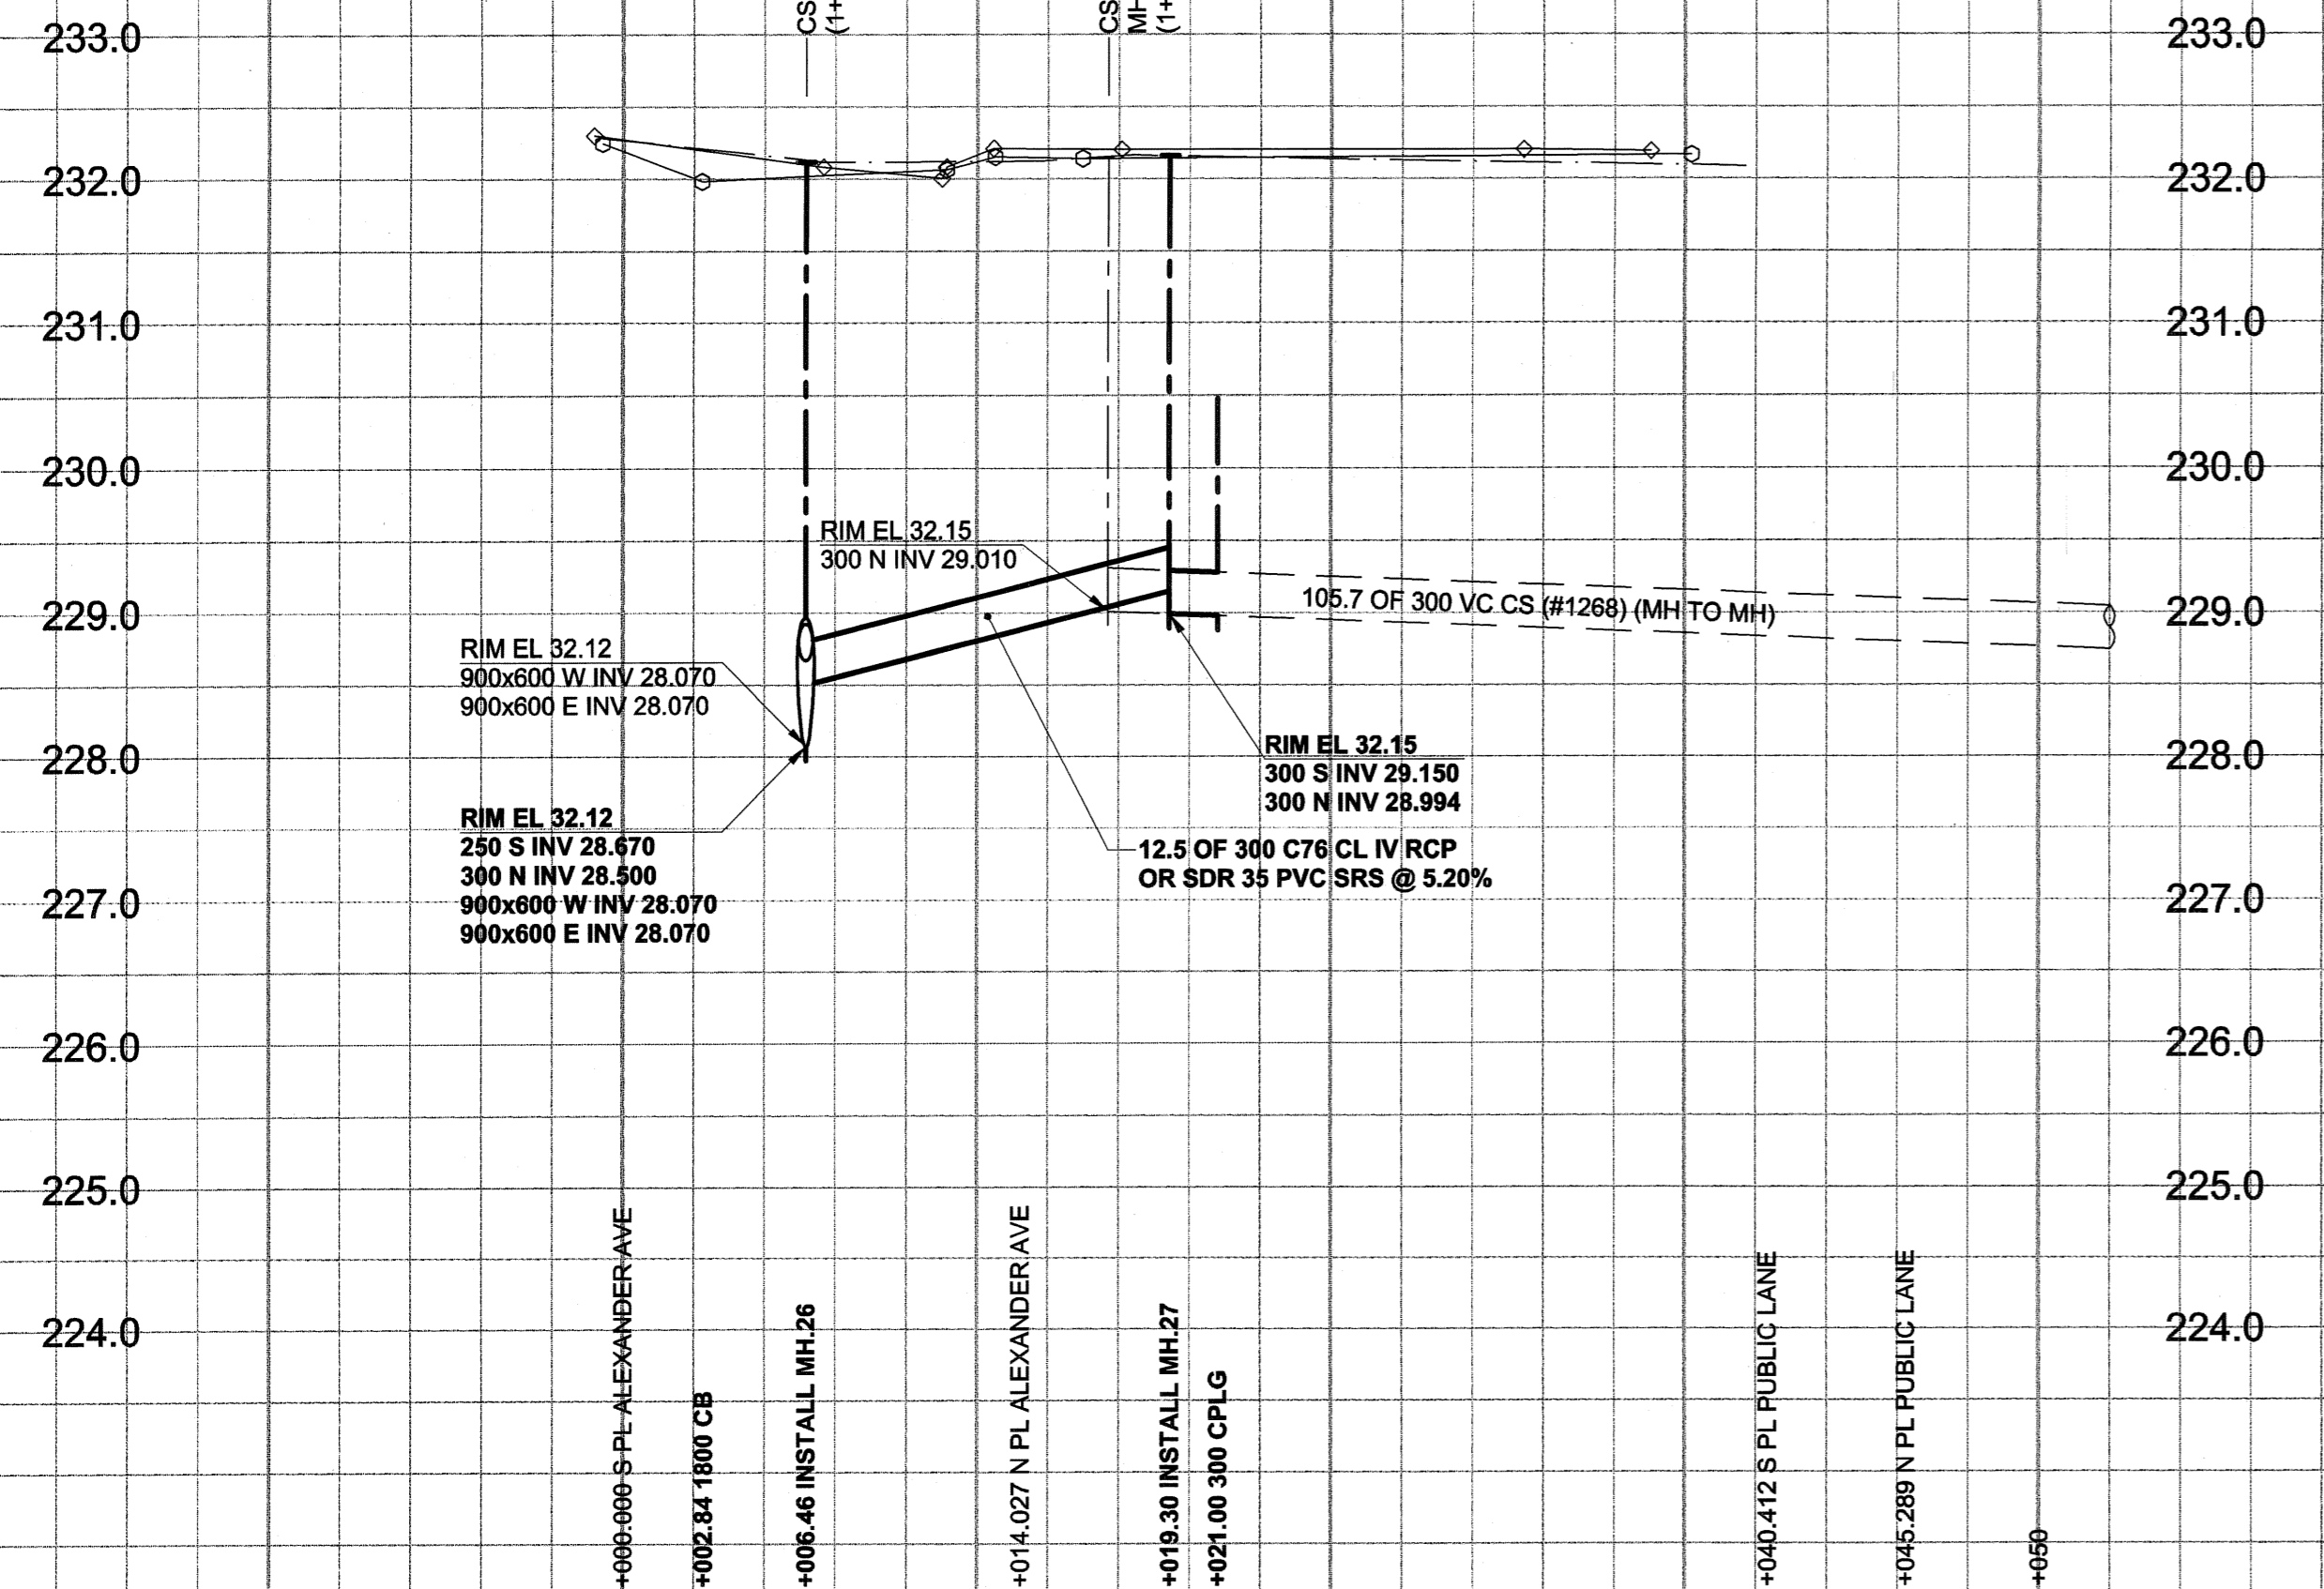 CS
(1+
CS
MH
(1+
233.0
233.0
232.0
232.0
231.0
231.0
230.0
230.0
RIM EL 32.15
300 N INV 29.010
229.0
229.0
105.7 OF 300 VC CS (#1268) (MH TO MH)
RIM EL 32.12
900x600 W INV 28.070
900x600 E INV 28.070
228.0
228.0
RIM EL 32.15
300 S INV 29.150
300 N INV 28.994
RIM EL 32.12
250 S INV 28.670
300 N INV 28.500
900x600 W INV 28.070
900x600 E INV 28.070
12.5 OF 300 C76 CL IV RCP
OR SDR 35 PVC SRS @ 5.20%
227.0
227.0
226.0
226.0
225.0
225.0
224.0
224.0
+000.000 S PL ALEXANDER AVE
+002.84 1800 CB
+006.46 INSTALL MH.26
+014.027 N PL ALEXANDER AVE
+019.30 INSTALL MH.27
+021.00 300 CPLG
+040.412 S PL PUBLIC LANE
+045.289 N PL PUBLIC LANE
+050